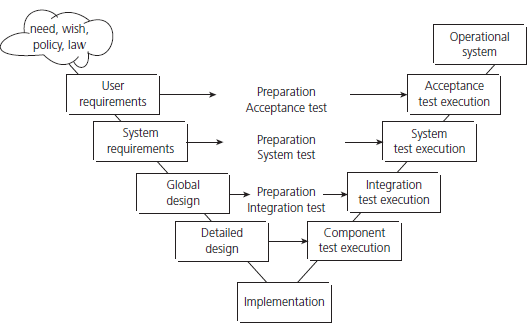 need, wish,
policy, law
Operational
system
User
requirements
Preparation
Acceptance test
Acceptance
test execution
System
requirements
Preparation
System test
System
test execution
Global
design
Preparation
Integration test
Integration
test execution
Detailed
design
Component
test execution
Implementation